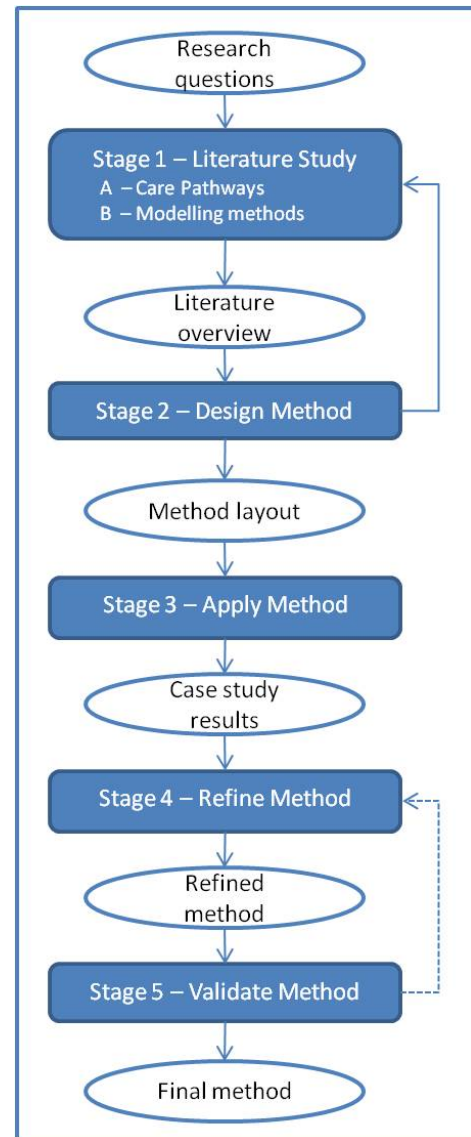 Research
questions
Stage 1 – Literature Study
A – Care Pathways
B – Modelling methods
Literature
overview
Stage 2 – Design Method
Method layout
Stage 3 – Apply Method
Case study
results
Stage 4 – Refine Method
Refined
method
Stage 5 – Validate Method
Final method